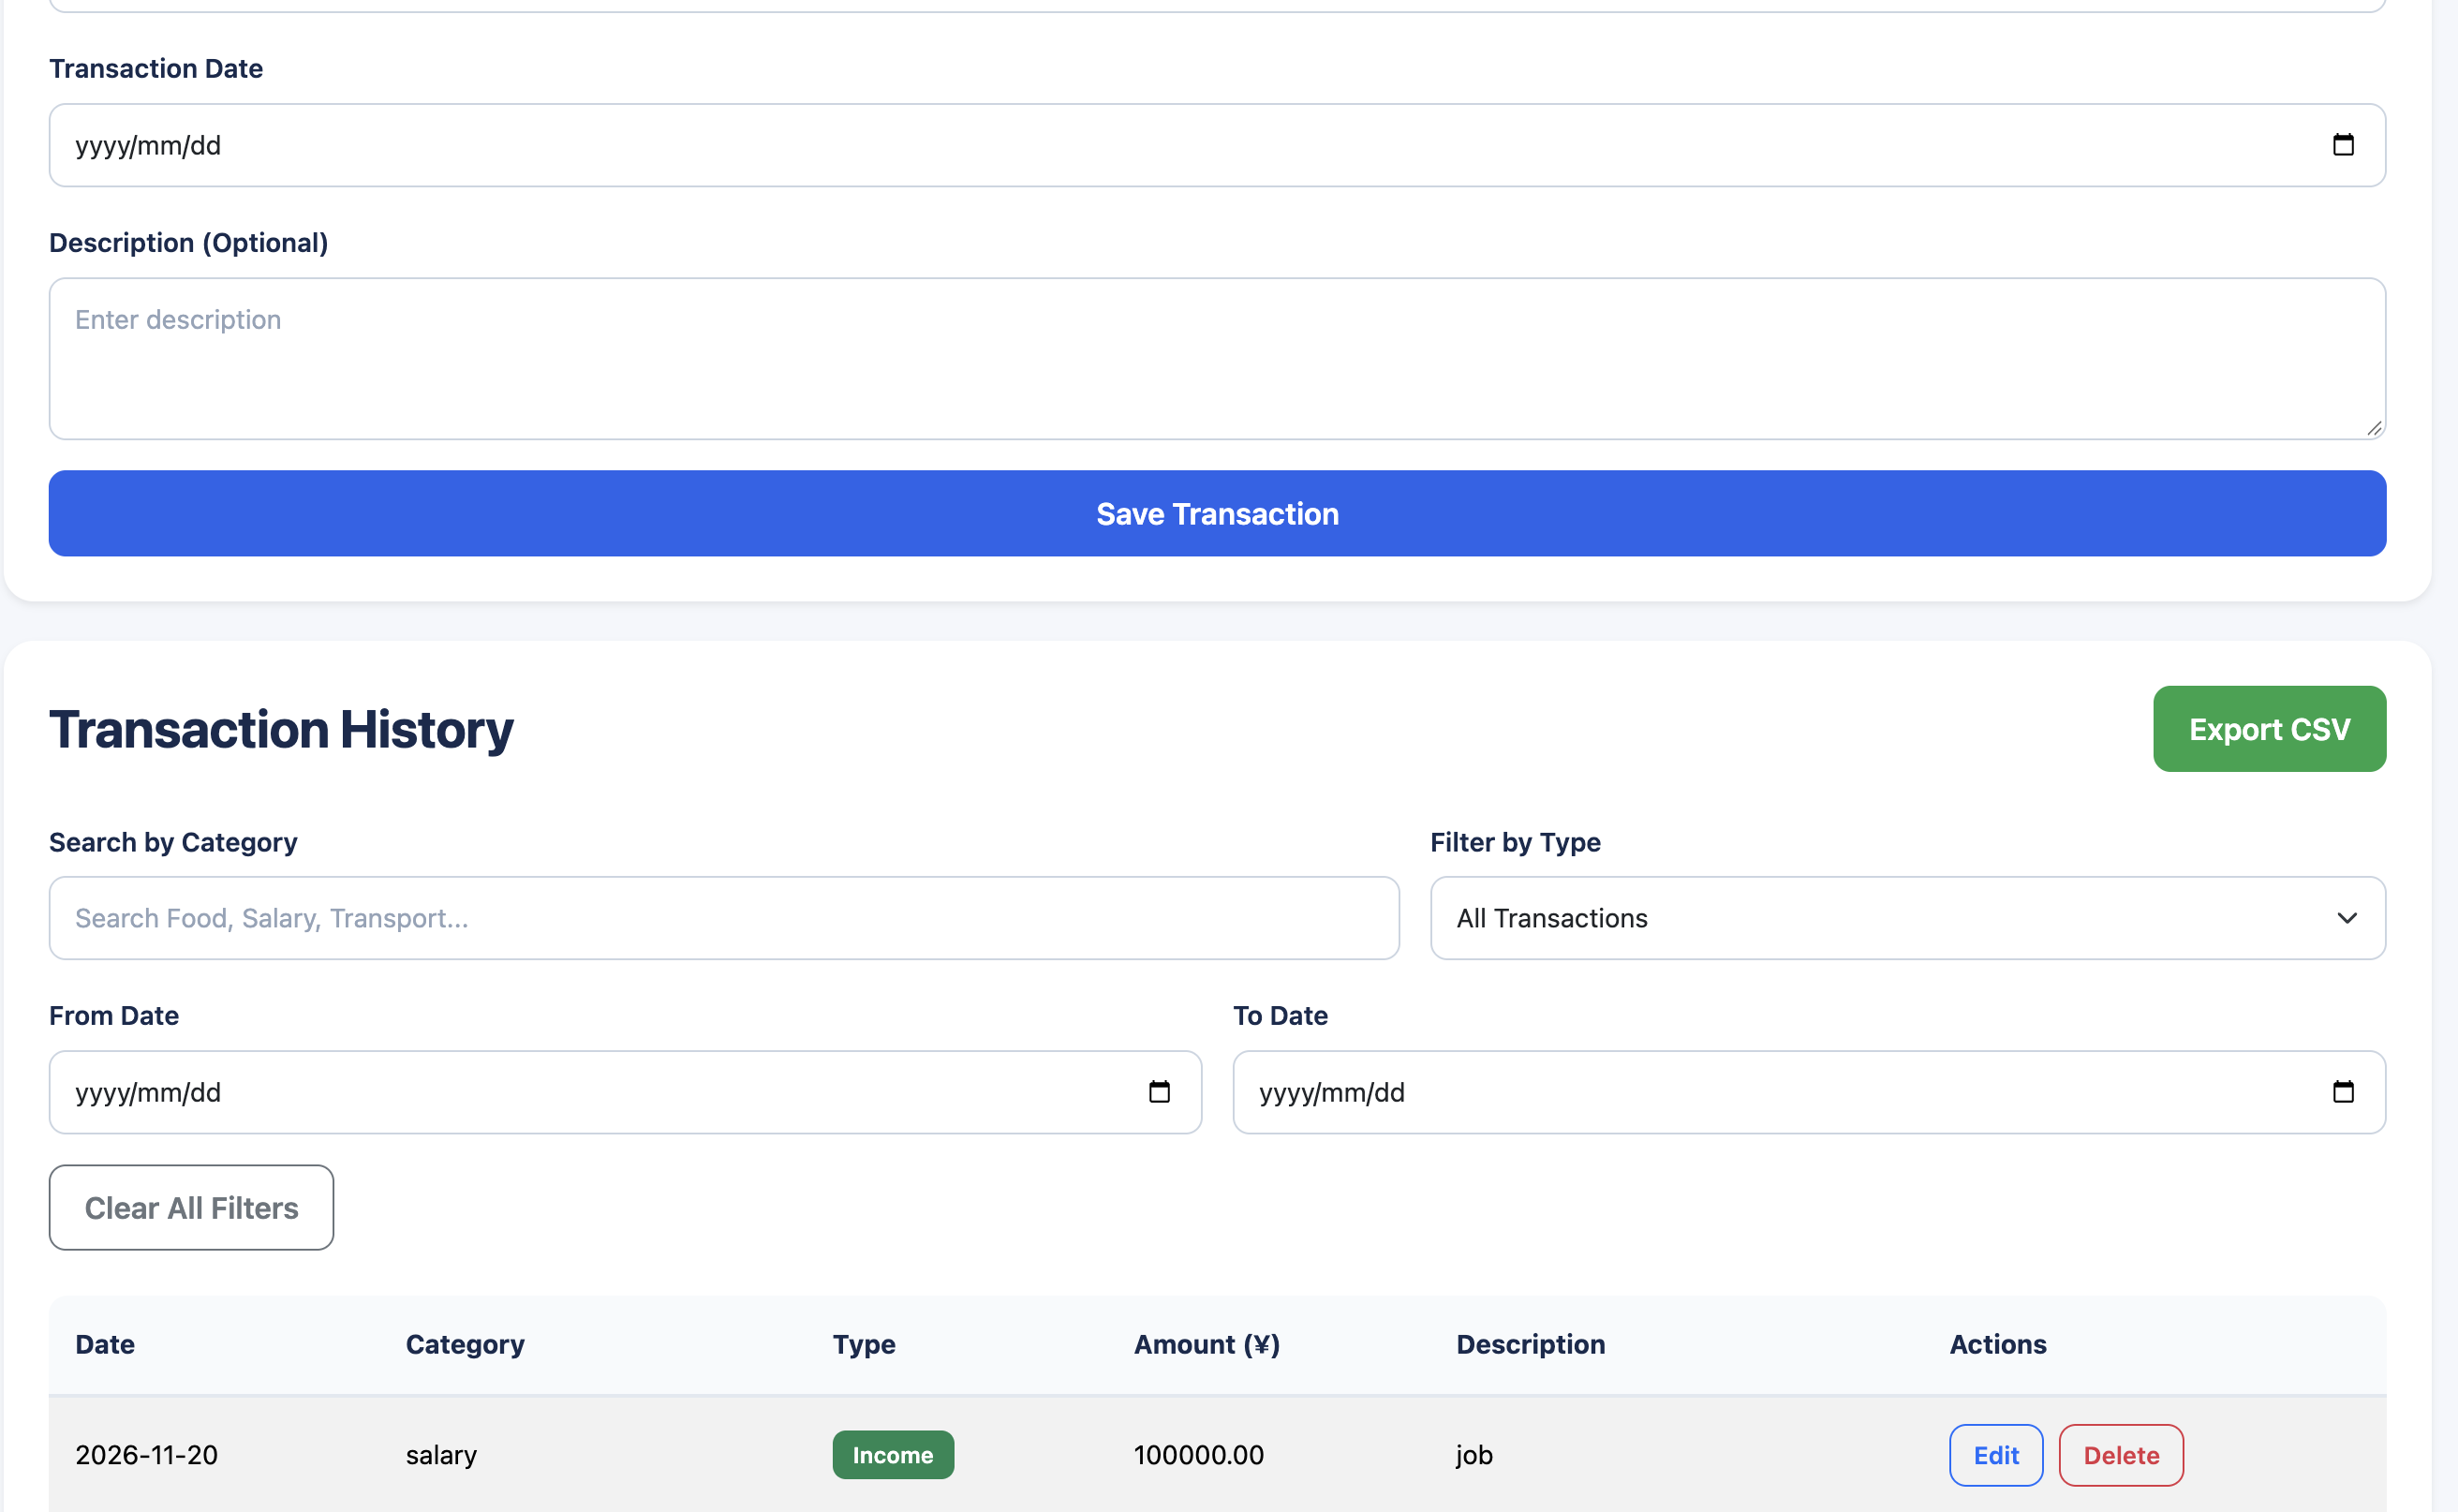 Transaction Date
yyyy/mm/dd
Description (Optional)
Enter description
Save Transaction
Transaction History
Export CSV
Search by Category
Filter by Type
Search Food, Salary, Transport...
All Transactions
From Date
To Date
yyyy/mm/dd
yyyy/mm/dd
Clear All Filters
Date Category Type Amount (¥) Description Actions
2026-11-20 salary Income 100000.00 job Edit Delete